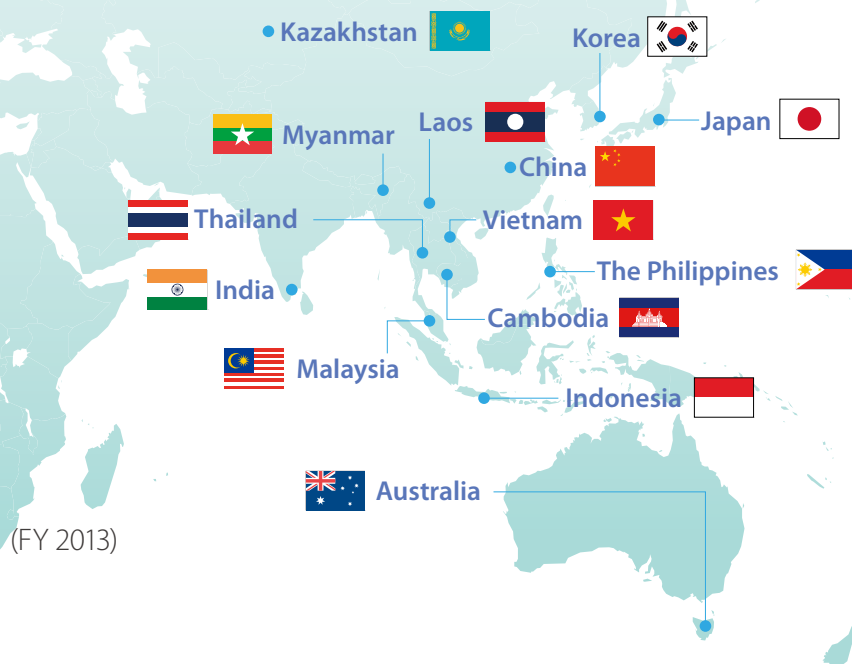 Kazakhstan
Korea
Laos
Japan
Myanmar
China
Thailand
Vietnam
The Philippines
India
Cambodia
Malaysia
Indonesia
Australia
(FY 2013)